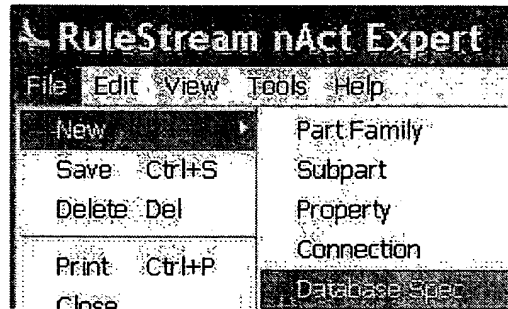 RuleStream nAct Expert
File Edit View Tools Help
New
Save Ctrl+S
Delete Del
Print Ctrl+P
Close
Part Family
Subpart
Property
Connection
Database Spec